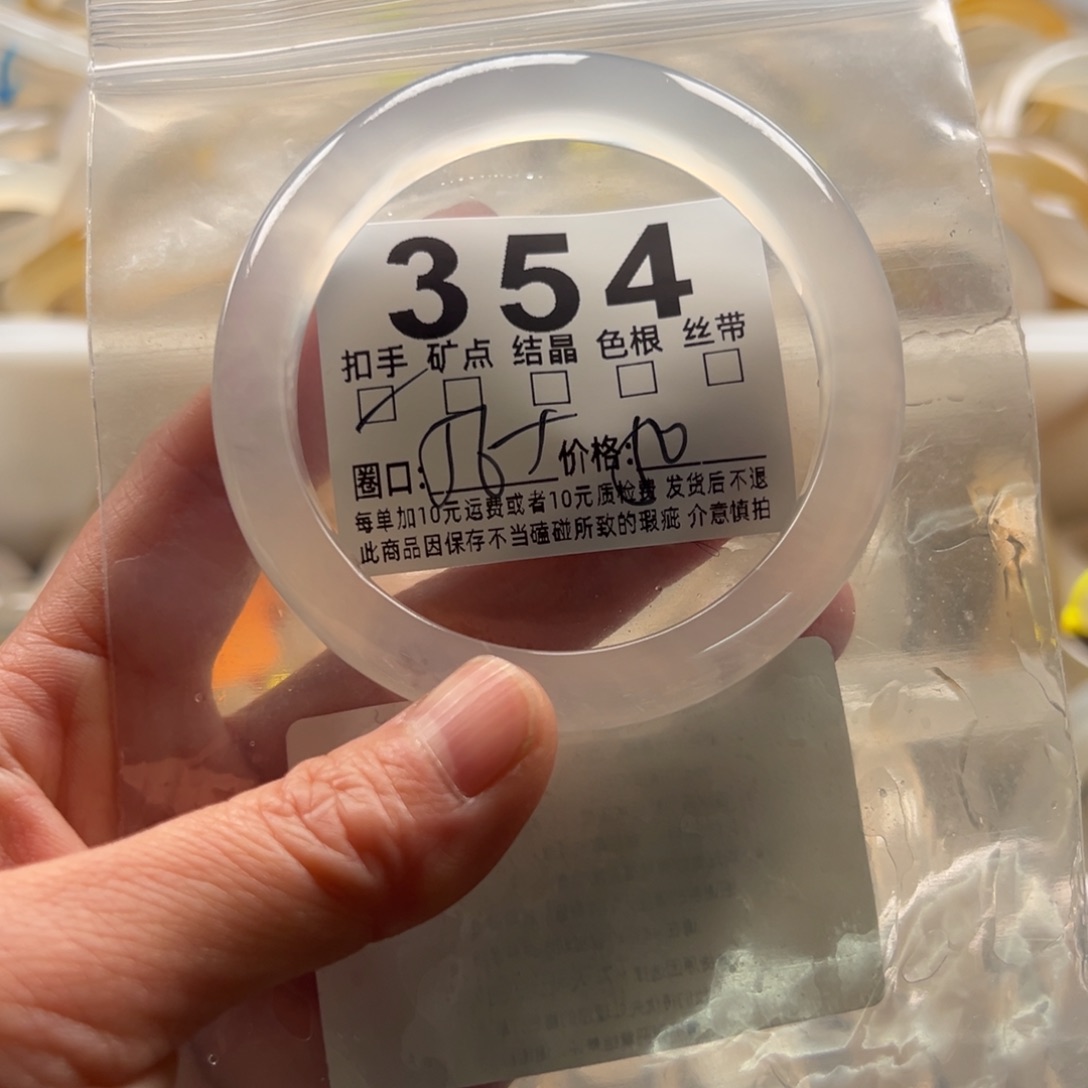 354
扣手 矿点 结晶 色根 丝带
圈口: 价格:
每单加10元运费或者10元质检费 发货后不退
此商品因保存不当磕碰所致的瑕疵 介意慎拍